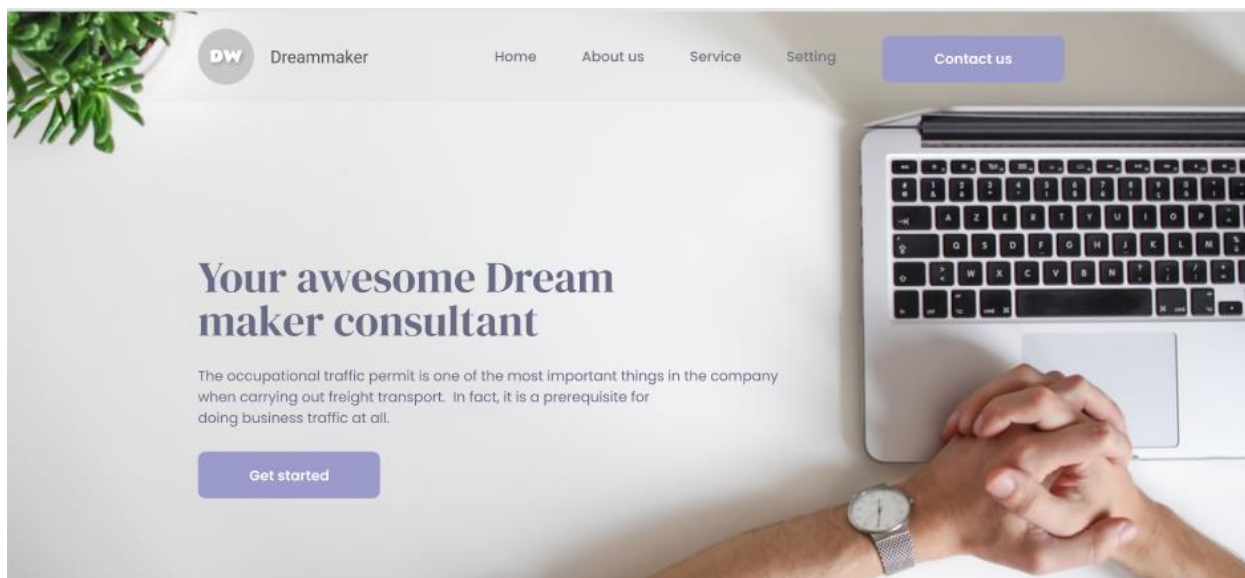 DW
Dreammaker
Home
About us
Service
Setting
Contact us
Your awesome Dream
maker consultant
The occupational traffic permit is one of the most important things in the company
when carrying out freight transport.  In fact, it is a prerequisite for
doing business traffic at all.
Get started